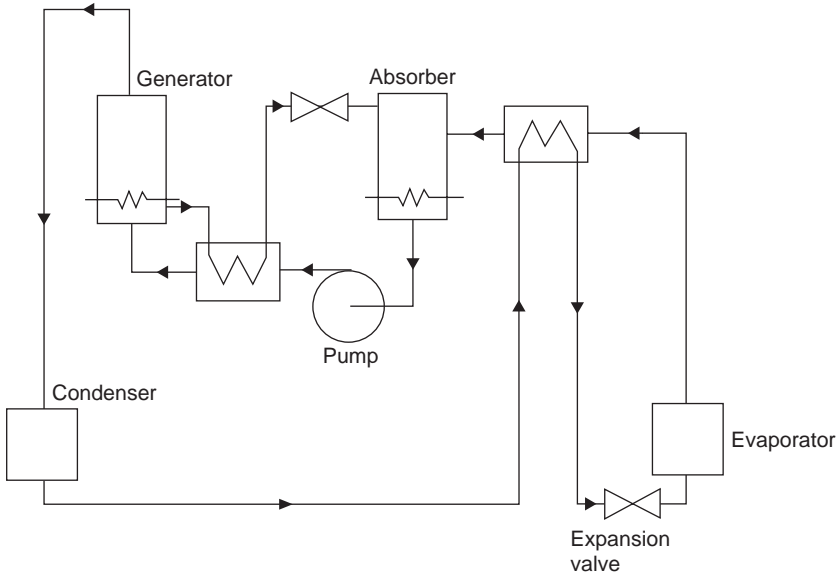 Generator
Absorber
Pump
Condenser
Evaporator
Expansion
valve